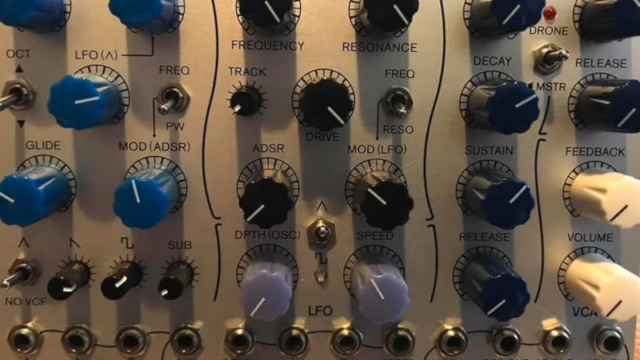 OCT
LFO (Λ)
FREQ
PW
GLIDE
MOD (ADSR)
SUB
NO VCF
FREQUENCY
RESONANCE
TRACK
FREQ
DRIVE
RESO
ADSR
MOD (LFO)
DPTH (OSC)
SPEED
LFO
DECAY
SUSTAIN
RELEASE
DRONE
MSTR
RELEASE
FEEDBACK
VOLUME
VCA